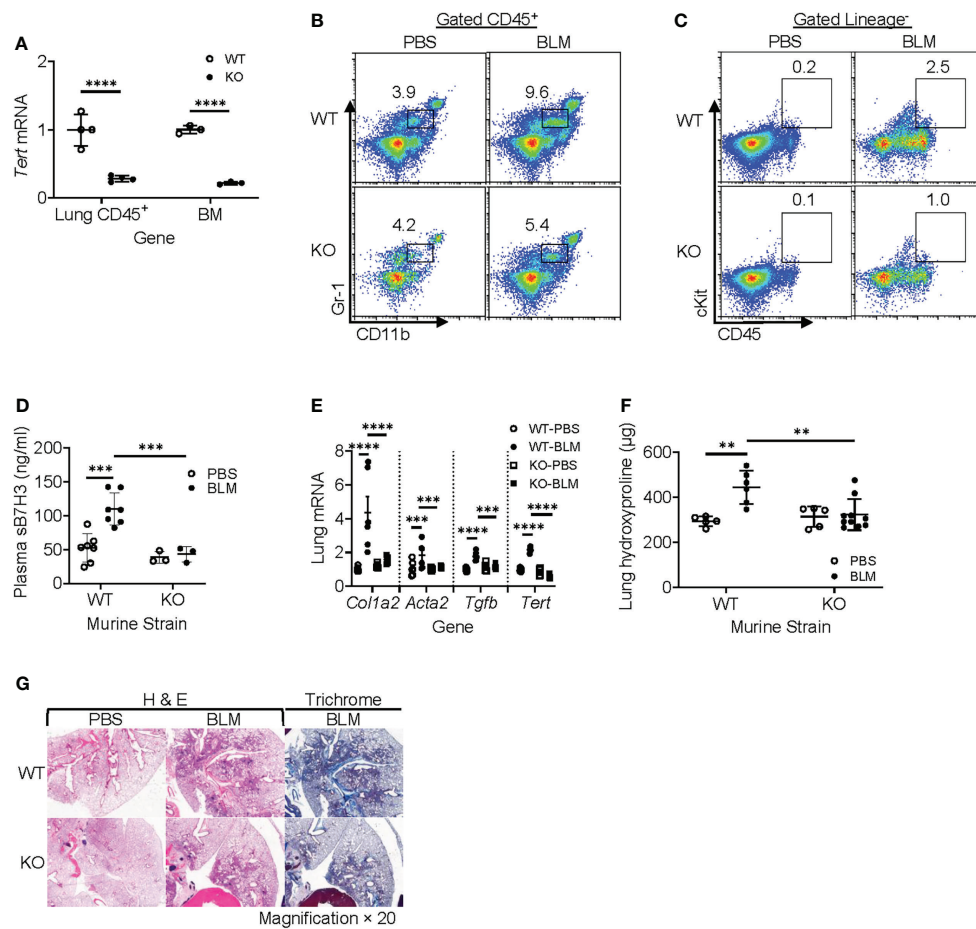 A
WT
KO
****
****
2
1
0
Tert mRNA
Lung CD45⁺
BM
Gene
B
Gated CD45⁺
PBS
BLM
WT
3.9
9.6
KO
4.2
5.4
Gr-1
CD11b
C
Gated Lineage⁻
PBS
BLM
WT
0.2
2.5
KO
0.1
1.0
cKit
CD45
D
***
***
PBS
BLM
200
150
100
50
0
Plasma sB7H3 (ng/ml)
WT
KO
Murine Strain
E
WT-PBS
WT-BLM
KO-PBS
KO-BLM
****
****
***
***
****
***
****
****
8
6
4
2
0
Lung mRNA
Col1a2
Acta2
Tgfb
Tert
Gene
F
**
**
600
400
200
0
Lung hydroxyproline (µg)
PBS
BLM
WT
KO
Murine Strain
G
H & E
Trichrome
PBS
BLM
BLM
WT
KO
Magnification × 20